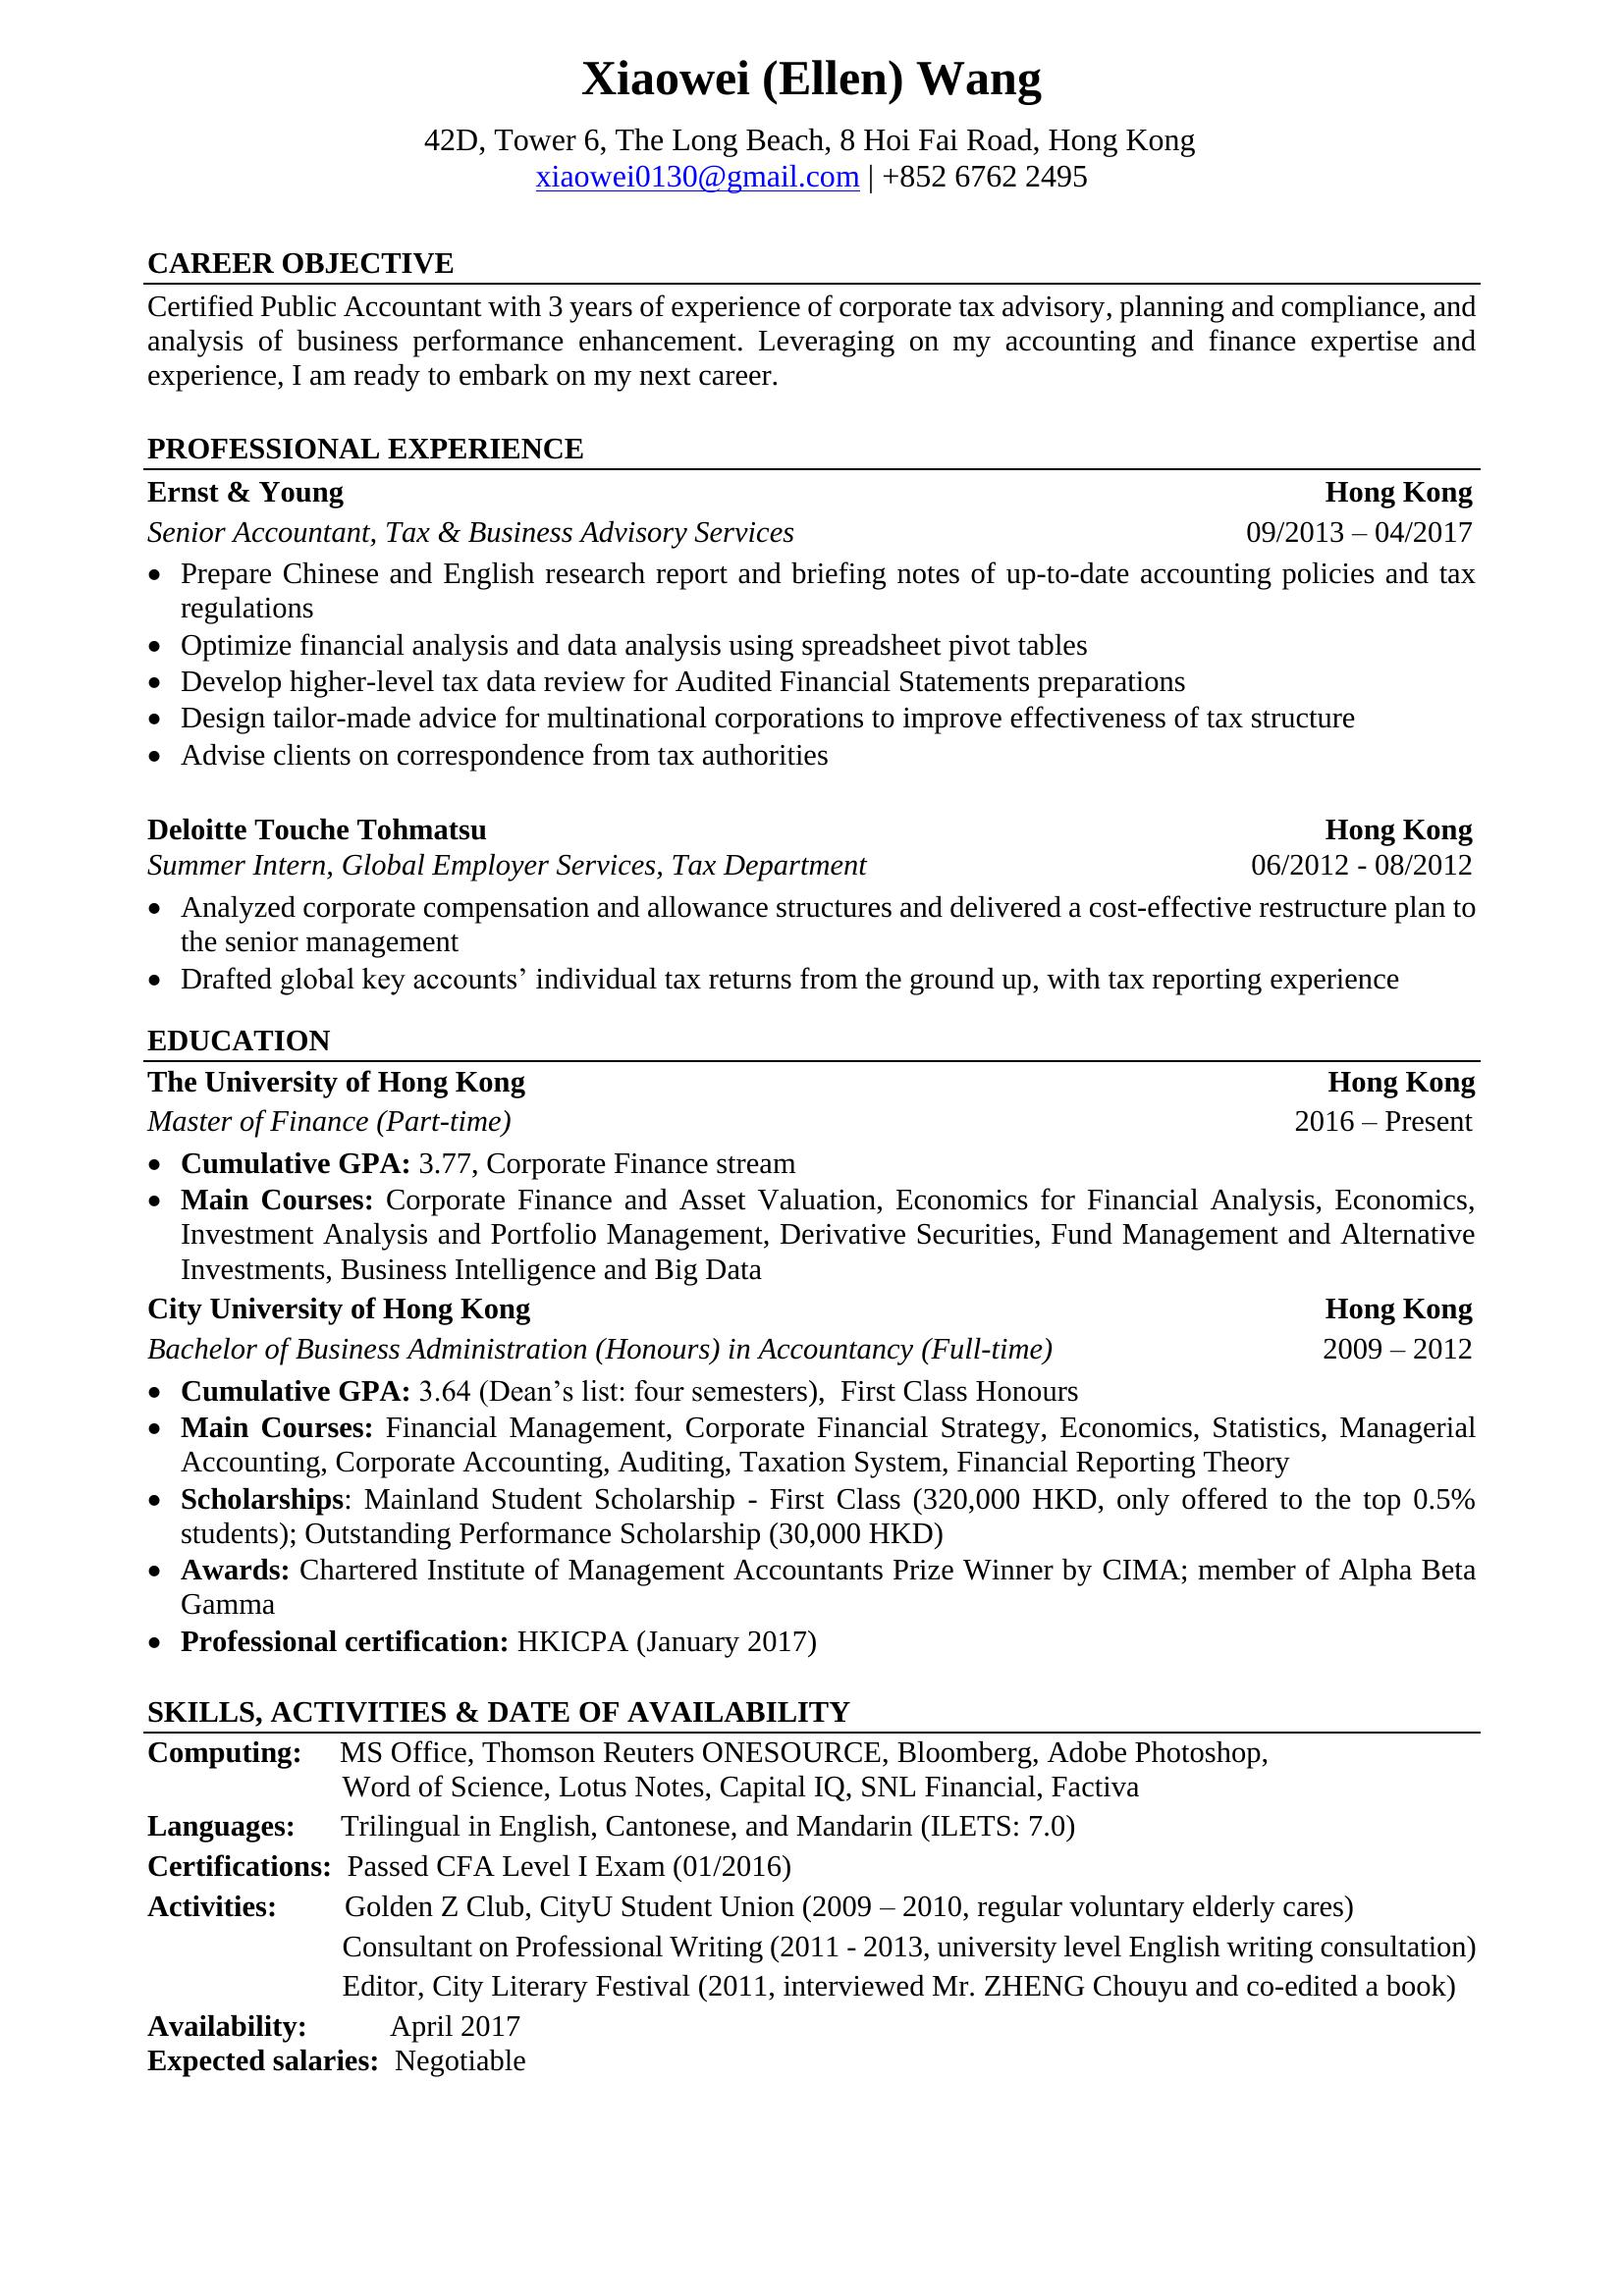 Xiaowei (Ellen) Wang
42D, Tower 6, The Long Beach, 8 Hoi Fai Road, Hong Kong
xiaowei0130@gmail.com | +852 6762 2495
CAREER OBJECTIVE
Certified Public Accountant with 3 years of experience of corporate tax advisory, planning and compliance, and
analysis of business performance enhancement. Leveraging on my accounting and finance expertise and
experience, I am ready to embark on my next career.
PROFESSIONAL EXPERIENCE
Ernst & Young Hong Kong
Senior Accountant, Tax & Business Advisory Services 09/2013 – 04/2017
• Prepare Chinese and English research report and briefing notes of up-to-date accounting policies and tax
regulations
• Optimize financial analysis and data analysis using spreadsheet pivot tables
• Develop higher-level tax data review for Audited Financial Statements preparations
• Design tailor-made advice for multinational corporations to improve effectiveness of tax structure
• Advise clients on correspondence from tax authorities
Deloitte Touche Tohmatsu Hong Kong
Summer Intern, Global Employer Services, Tax Department 06/2012 - 08/2012
• Analyzed corporate compensation and allowance structures and delivered a cost-effective restructure plan to
the senior management
• Drafted global key accounts’ individual tax returns from the ground up, with tax reporting experience
EDUCATION
The University of Hong Kong Hong Kong
Master of Finance (Part-time) 2016 – Present
• Cumulative GPA: 3.77, Corporate Finance stream
• Main Courses: Corporate Finance and Asset Valuation, Economics for Financial Analysis, Economics,
Investment Analysis and Portfolio Management, Derivative Securities, Fund Management and Alternative
Investments, Business Intelligence and Big Data
City University of Hong Kong Hong Kong
Bachelor of Business Administration (Honours) in Accountancy (Full-time) 2009 – 2012
• Cumulative GPA: 3.64 (Dean’s list: four semesters), First Class Honours
• Main Courses: Financial Management, Corporate Financial Strategy, Economics, Statistics, Managerial
Accounting, Corporate Accounting, Auditing, Taxation System, Financial Reporting Theory
• Scholarships: Mainland Student Scholarship - First Class (320,000 HKD, only offered to the top 0.5%
students); Outstanding Performance Scholarship (30,000 HKD)
• Awards: Chartered Institute of Management Accountants Prize Winner by CIMA; member of Alpha Beta
Gamma
• Professional certification: HKICPA (January 2017)
SKILLS, ACTIVITIES & DATE OF AVAILABILITY
Computing: MS Office, Thomson Reuters ONESOURCE, Bloomberg, Adobe Photoshop,
Word of Science, Lotus Notes, Capital IQ, SNL Financial, Factiva
Languages: Trilingual in English, Cantonese, and Mandarin (ILETS: 7.0)
Certifications: Passed CFA Level I Exam (01/2016)
Activities: Golden Z Club, CityU Student Union (2009 – 2010, regular voluntary elderly cares)
Consultant on Professional Writing (2011 - 2013, university level English writing consultation)
Editor, City Literary Festival (2011, interviewed Mr. ZHENG Chouyu and co-edited a book)
Availability: April 2017
Expected salaries: Negotiable